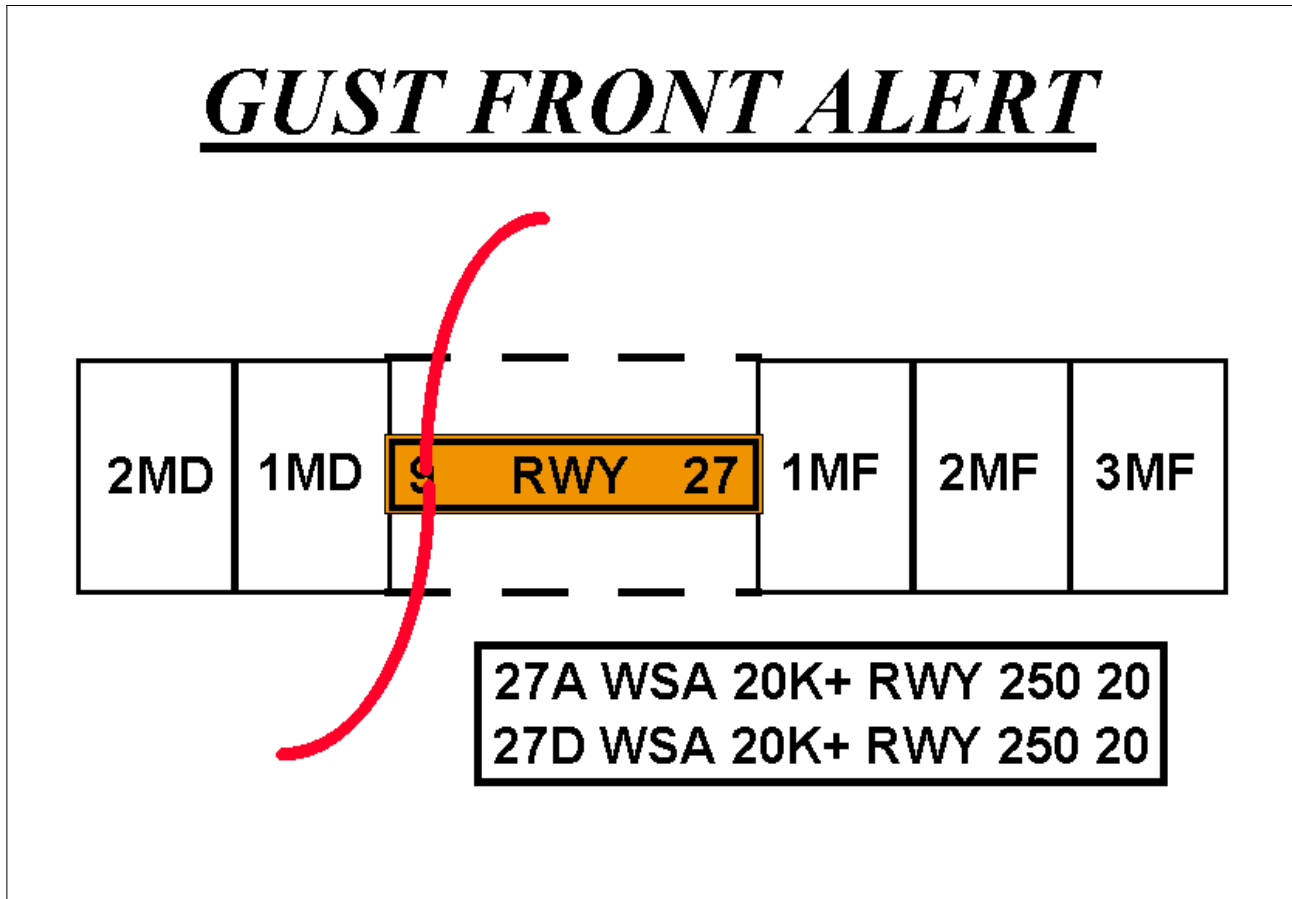 GUST FRONT ALERT
2MD 1MD 9 RWY 27 1MF 2MF 3MF
27A WSA 20K+ RWY 250 20
27D WSA 20K+ RWY 250 20